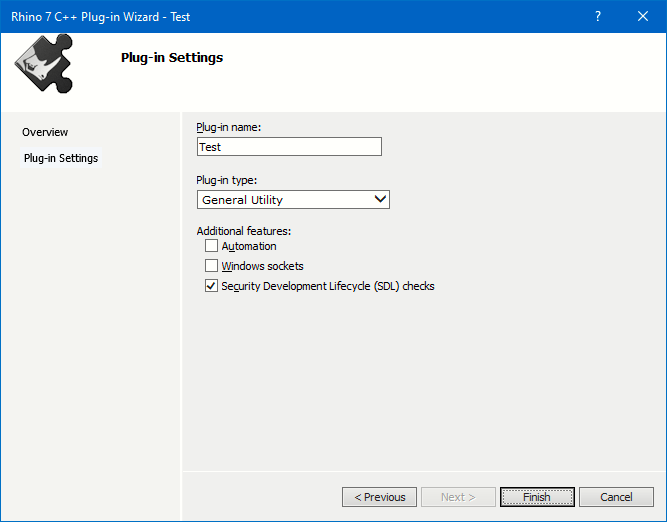 Rhino 7 C++ Plug-in Wizard - Test
?
Plug-in Settings
Overview
Plug-in Settings
Plug-in name:
Test
Plug-in type:
General Utility
Additional features:
Automation
Windows sockets
Security Development Lifecycle (SDL) checks
< Previous
Next >
Finish
Cancel